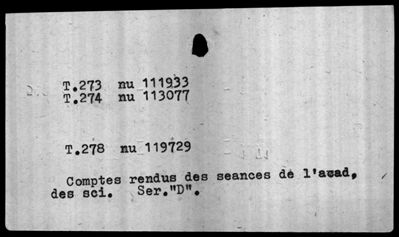 T.273 nu 111933
T.274 nu 113077
T.278 nu 119729
Comptes rendus des seances de l'acad,
des sci. Ser."D".